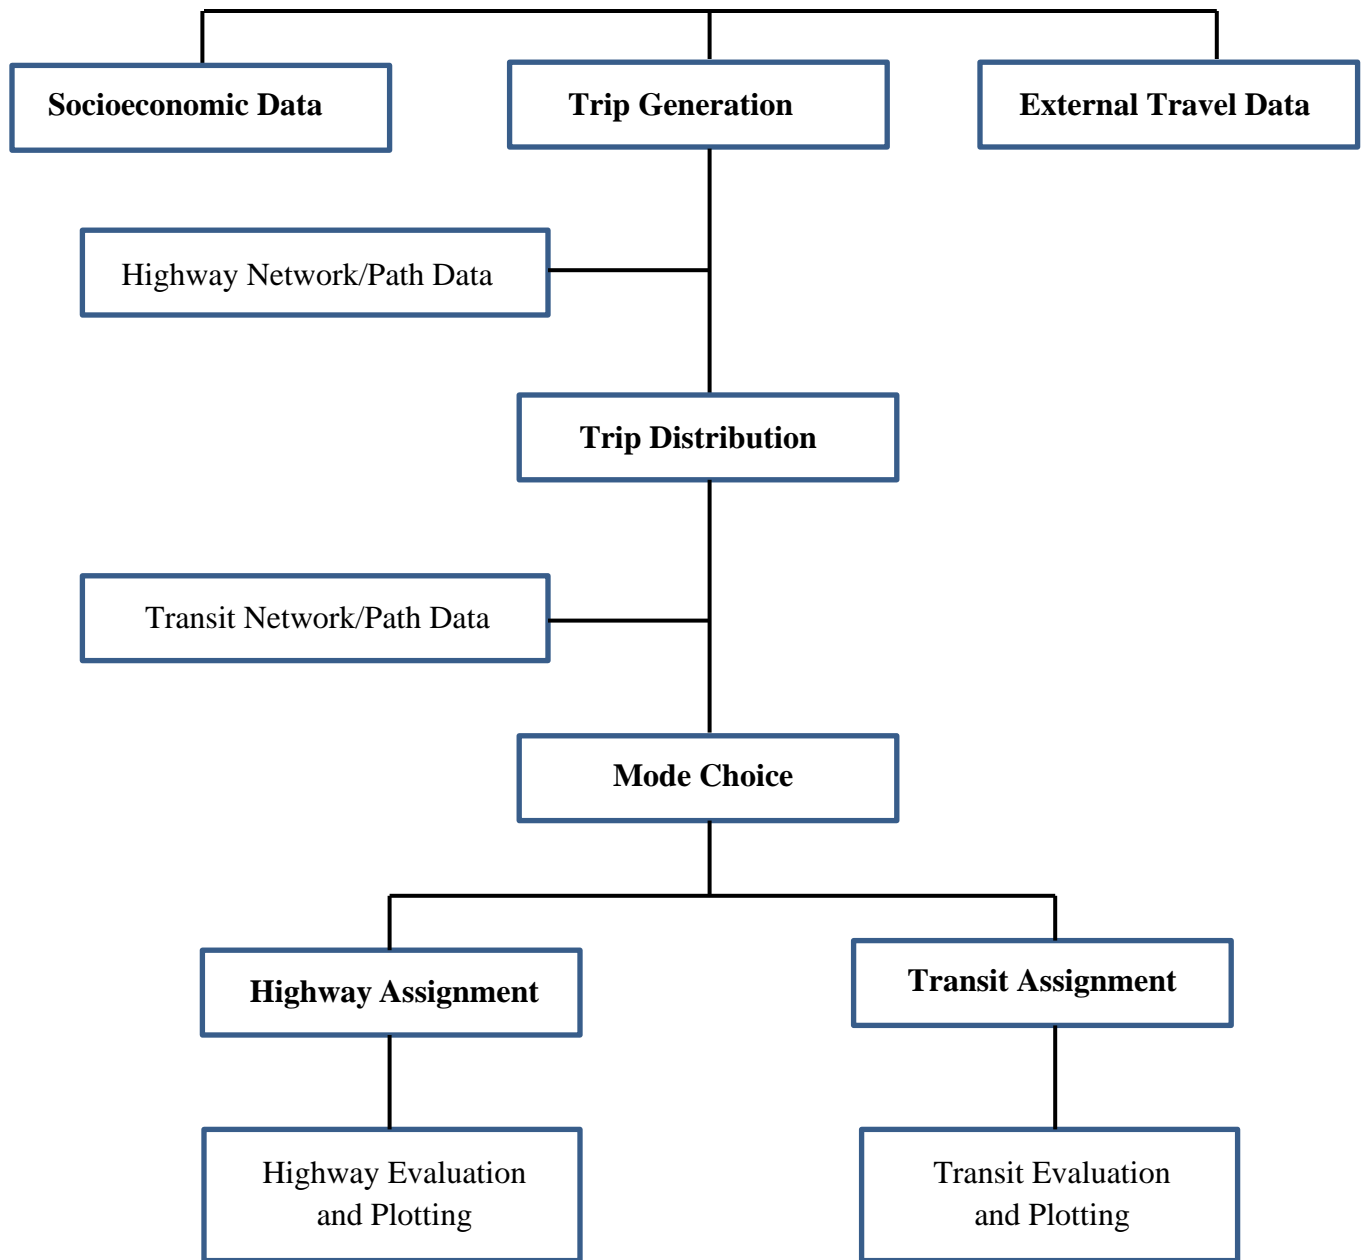 Socioeconomic Data
Trip Generation
External Travel Data
Highway Network/Path Data
Trip Distribution
Transit Network/Path Data
Mode Choice
Highway Assignment
Transit Assignment
Highway Evaluation
and Plotting
Transit Evaluation
and Plotting